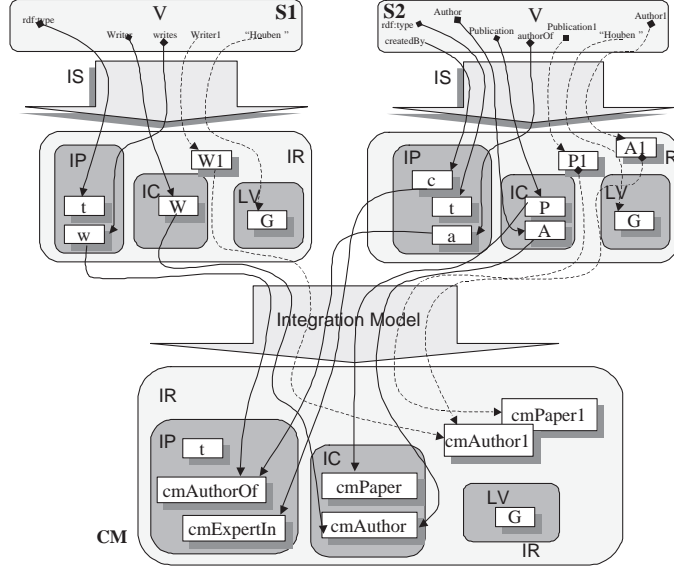 V
S1
rdf:type
Writer
writes
Writer1
“Houben ”
S2
V
Author
rdf:type
Publication
authorOf
Publication1
“Houben ”
Author1
createdBy
IS
IS
IP
IR
W1
IC
LV
t
W
G
w
IP
c
P1
A1
R
IC
LV
t
P
G
a
A
Integration Model
IR
cmPaper1
IP
t
cmAuthor1
IC
cmAuthorOf
cmPaper
LV
G
cmExpertIn
cmAuthor
CM
IR